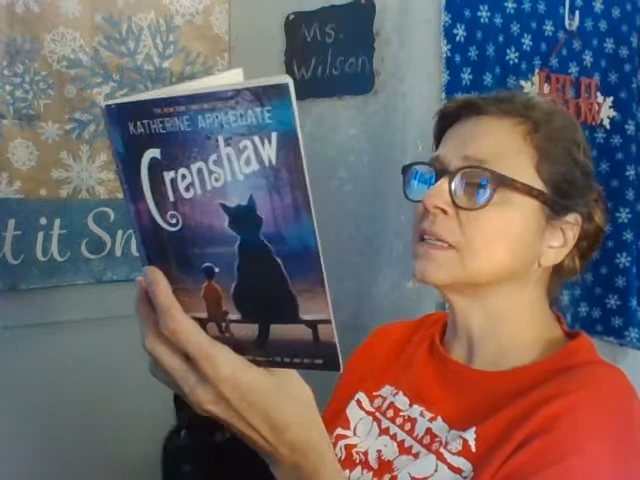 Ms.
Wilson
LET IT
SNOW
t it Sn
KATHERINE APPLEGATE
Crenshaw